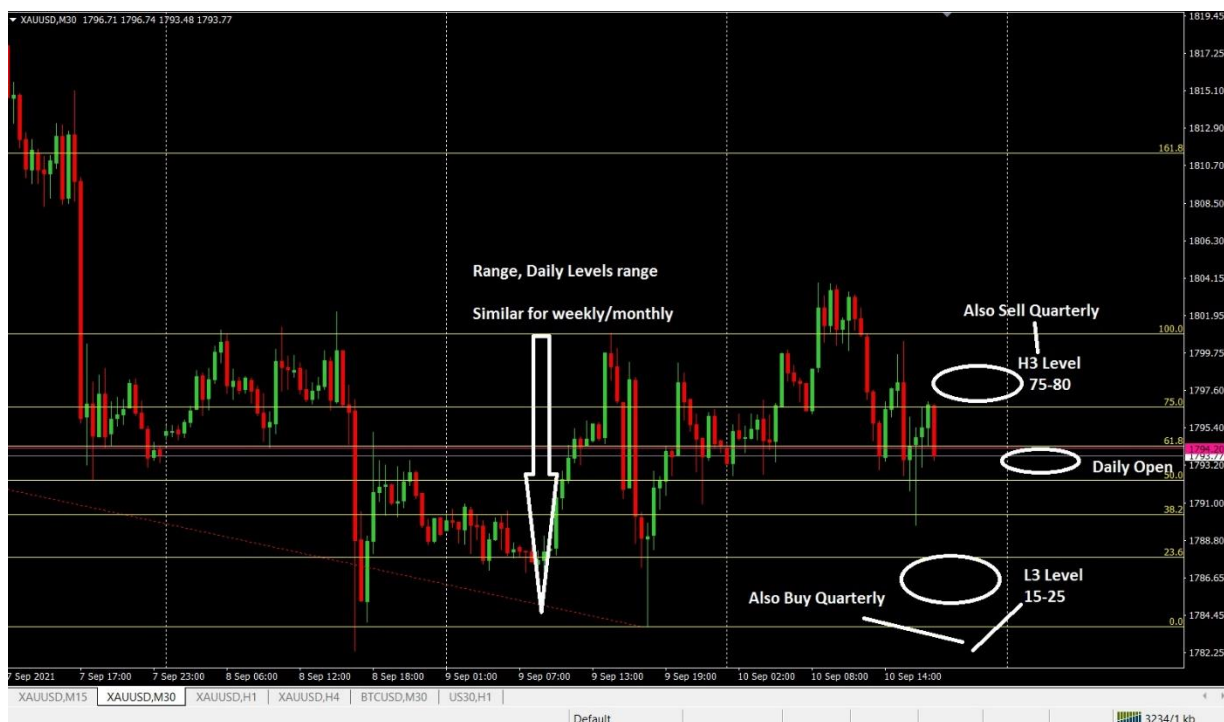 XAUUSD,M30 1796.71 1796.74 1793.48 1793.77
1819.45
1817.25
1815.10
1812.90
161.8
1810.70
1808.50
1806.30
Range, Daily Levels range
1804.15
Similar for weekly/monthly
Also Sell Quarterly
1801.95
100.0
1799.75
H3 Level
75-80
1797.60
75.0
1795.40
61.8
1794.20
1793.77
Daily Open
1793.20
50.0
1791.00
38.2
1788.80
23.6
L3 Level
15-25
1786.65
Also Buy Quarterly
1784.45
0.0
1782.25
7 Sep 2021 7 Sep 17:00 7 Sep 23:00 8 Sep 06:00 8 Sep 12:00 8 Sep 18:00 9 Sep 01:00 9 Sep 07:00 9 Sep 13:00 9 Sep 19:00 10 Sep 02:00 10 Sep 08:00 10 Sep 14:00
XAUUSD,M15 XAUUSD,M30 XAUUSD,H1 XAUUSD,H4 BTCUSD,M30 US30,H1
Default 3234/1 kb